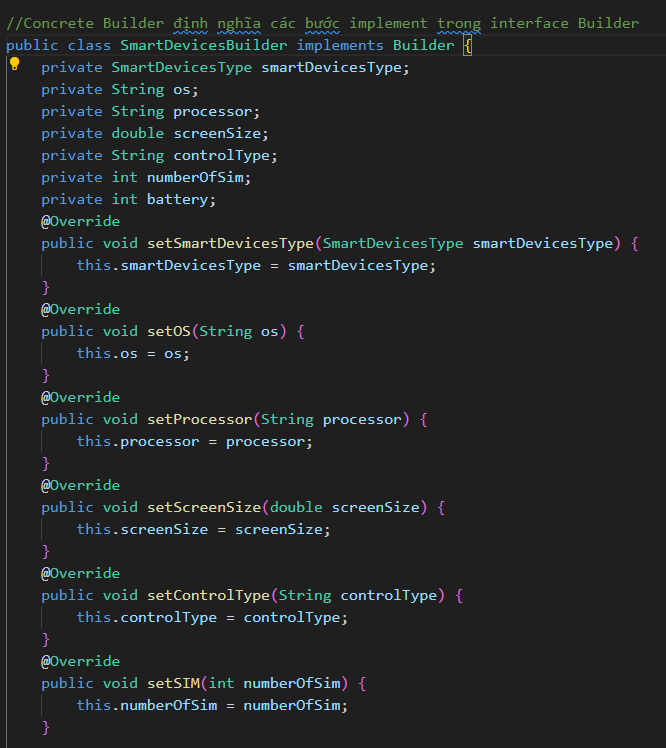 //Concrete Builder định nghĩa các bước implement trong interface Builder
public class SmartDevicesBuilder implements Builder {
    private SmartDevicesType smartDevicesType;
    private String os;
    private String processor;
    private double screenSize;
    private String controlType;
    private int numberOfSim;
    private int battery;
    @Override
    public void setSmartDevicesType(SmartDevicesType smartDevicesType) {
        this.smartDevicesType = smartDevicesType;
    }
    @Override
    public void setOS(String os) {
        this.os = os;
    }
    @Override
    public void setProcessor(String processor) {
        this.processor = processor;
    }
    @Override
    public void setScreenSize(double screenSize) {
        this.screenSize = screenSize;
    }
    @Override
    public void setControlType(String controlType) {
        this.controlType = controlType;
    }
    @Override
    public void setSIM(int numberOfSim) {
        this.numberOfSim = numberOfSim;
    }